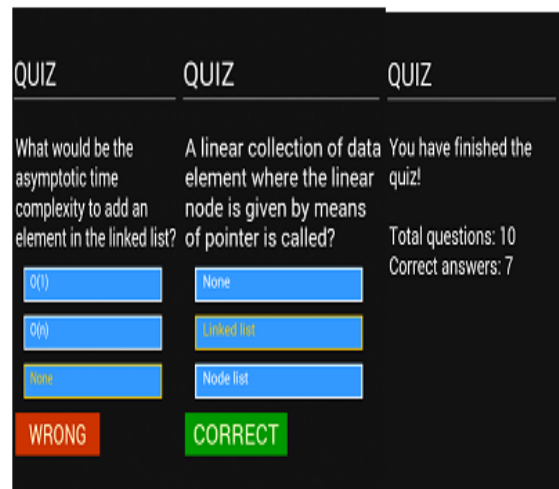 QUIZ
What would be the
asymptotic time
complexity to add an
element in the linked list?
O(1)
O(n)
None
WRONG
QUIZ
A linear collection of data
element where the linear
node is given by means
of pointer is called?
None
Linked list
Node list
CORRECT
QUIZ
You have finished the
quiz!
Total questions: 10
Correct answers: 7